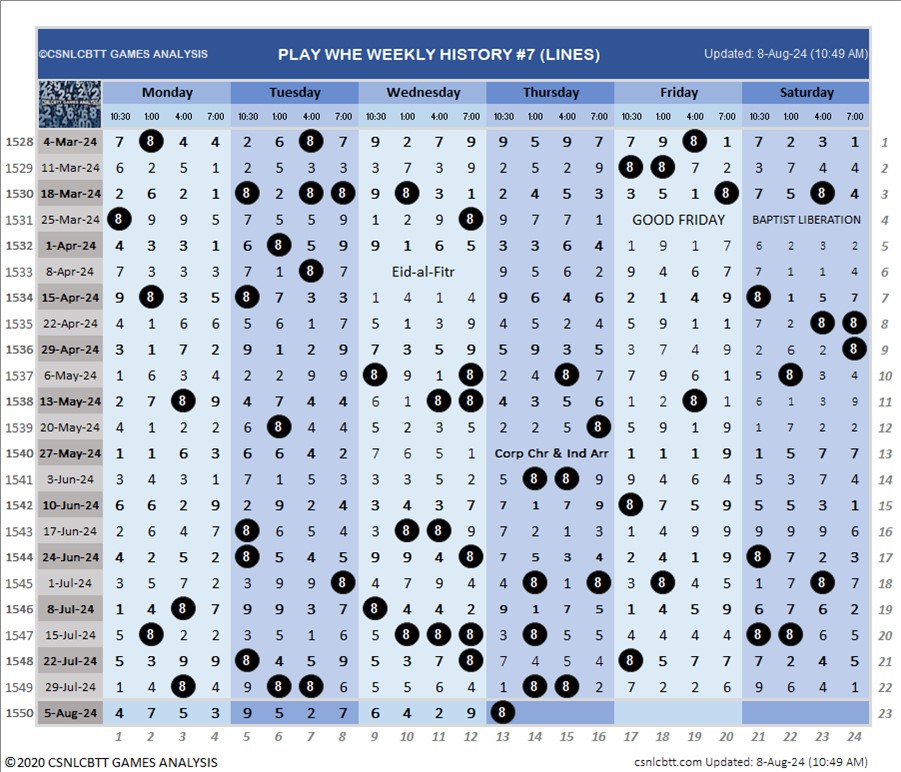 ©CSNLCBTT GAMES ANALYSIS PLAY WHE WEEKLY HISTORY #7 (LINES) Updated: 8-Aug-24 (10:49 AM)
Monday Tuesday Wednesday Thursday Friday Saturday
10:30 1:00 4:00 7:00 10:30 1:00 4:00 7:00 10:30 1:00 4:00 7:00 10:30 1:00 4:00 7:00 10:30 1:00 4:00 7:00 10:30 1:00 4:00 7:00
1528 4-Mar-24 7 8 4 4 2 6 8 7 9 2 7 9 9 5 9 7 7 9 8 1 7 2 3 1 1
1529 11-Mar-24 6 2 5 1 2 5 3 3 3 7 3 9 2 5 2 9 8 8 7 2 3 7 4 4 2
1530 18-Mar-24 2 6 2 1 8 2 8 8 9 8 3 1 2 4 5 3 3 5 1 8 7 5 8 4 3
1531 25-Mar-24 8 9 9 5 7 5 5 9 1 2 9 8 9 7 7 1 GOOD FRIDAY BAPTIST LIBERATION 4
1532 1-Apr-24 4 3 3 1 6 8 5 9 9 1 6 5 3 3 6 4 1 9 1 7 6 2 3 2 5
1533 8-Apr-24 7 3 3 3 7 1 8 7 Eid-al-Fitr 9 5 6 2 9 4 6 7 7 1 1 4 6
1534 15-Apr-24 9 8 3 5 8 7 3 3 1 4 1 4 9 6 4 6 2 1 4 9 8 1 5 7 7
1535 22-Apr-24 4 1 6 6 5 6 1 7 5 1 3 9 4 5 2 4 5 9 1 1 7 2 8 8 8
1536 29-Apr-24 3 1 7 2 9 1 2 9 7 3 5 9 5 9 3 5 3 7 4 9 2 6 2 8 9
1537 6-May-24 1 6 3 4 2 2 9 9 8 9 1 8 2 4 8 7 7 9 6 1 5 8 3 4 10
1538 13-May-24 2 7 8 9 4 7 4 4 6 1 8 8 4 3 5 6 1 2 8 1 6 1 3 9 11
1539 20-May-24 4 1 2 2 6 8 4 4 5 2 3 5 2 2 5 8 9 4 1 9 1 7 2 2 12
1540 27-May-24 1 1 6 3 6 6 4 2 7 6 5 1 Corp Chr & Ind Arr 1 1 1 9 1 5 7 7 13
1541 3-Jun-24 3 4 3 1 7 1 5 3 3 3 5 2 1 8 8 9 9 4 6 4 5 3 7 4 14
1542 10-Jun-24 6 6 2 9 2 9 2 4 3 4 3 7 7 1 7 9 8 7 5 9 5 5 3 1 15
1543 17-Jun-24 2 6 4 7 8 6 5 4 3 8 8 9 7 2 1 3 1 4 4 9 9 9 9 6 16
1544 24-Jun-24 4 2 5 2 8 5 4 5 9 9 4 8 7 5 3 4 2 4 1 9 8 7 2 3 17
1545 1-Jul-24 3 5 7 2 3 9 9 8 4 7 9 4 4 8 1 8 3 8 4 5 1 7 8 7 18
1546 8-Jul-24 1 4 8 7 9 9 3 7 8 4 4 2 9 1 7 5 1 4 5 9 6 7 6 2 19
1547 15-Jul-24 5 8 2 2 3 5 1 6 5 8 8 8 3 8 5 5 4 4 4 4 8 8 6 5 20
1548 22-Jul-24 5 3 9 9 8 4 5 9 5 3 7 8 7 4 5 4 8 5 7 7 7 2 4 5 21
1549 29-Jul-24 1 4 8 4 9 8 8 6 5 5 6 4 1 8 8 2 7 2 2 6 9 6 4 1 22
1550 5-Aug-24 4 7 5 3 9 5 2 7 6 4 2 9 8 23
1 2 3 4 5 6 7 8 9 10 11 12 13 14 15 16 17 18 19 20 21 22 23 24
©2020 CSNLCBTT GAMES ANALYSIS csnlcbtt.com Updated: 8-Aug-24 (10:49 AM)